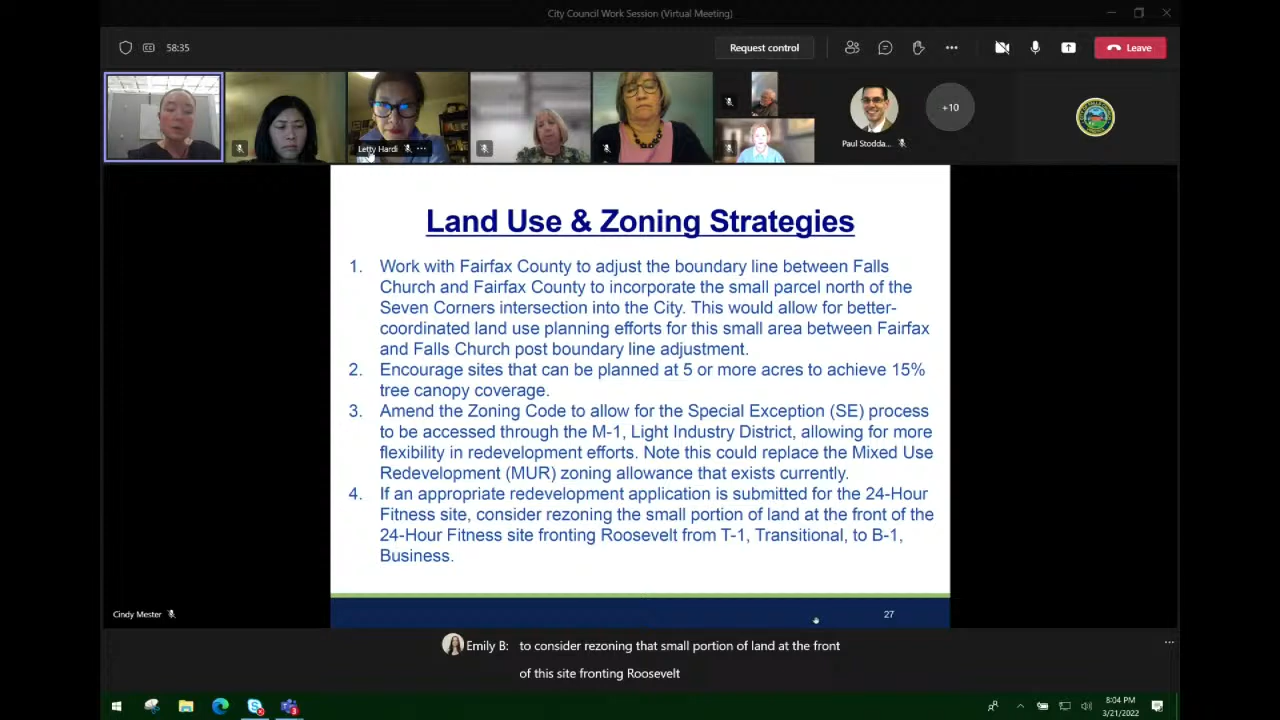 City Council Work Session (Virtual Meeting)
58:35
Request control
Leave
Letty Hardi
Paul Stodda...
+10
Land Use & Zoning Strategies
1. Work with Fairfax County to adjust the boundary line between Falls
Church and Fairfax County to incorporate the small parcel north of the
Seven Corners intersection into the City. This would allow for better-
coordinated land use planning efforts for this small area between Fairfax
and Falls Church post boundary line adjustment.
2. Encourage sites that can be planned at 5 or more acres to achieve 15%
tree canopy coverage.
3. Amend the Zoning Code to allow for the Special Exception (SE) process
to be accessed through the M-1, Light Industry District, allowing for more
flexibility in redevelopment efforts. Note this could replace the Mixed Use
Redevelopment (MUR) zoning allowance that exists currently.
4. If an appropriate redevelopment application is submitted for the 24-Hour
Fitness site, consider rezoning the small portion of land at the front of the
24-Hour Fitness site fronting Roosevelt from T-1, Transitional, to B-1,
Business.
Cindy Mester
27
Emily B: to consider rezoning that small portion of land at the front
of this site fronting Roosevelt
8:04 PM
3/21/2022